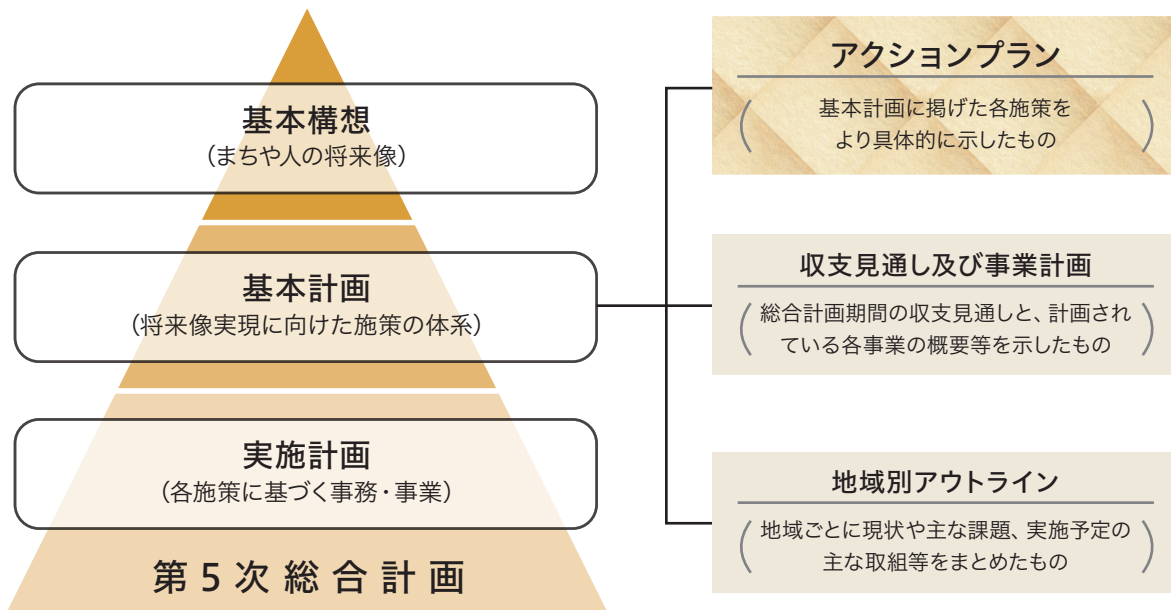 基本構想
(まちや人の将来像)
基本計画
(将来像実現に向けた施策の体系)
実施計画
(各施策に基づく事務・事業)
第5次総合計画
アクションプラン
基本計画に掲げた各施策を
より具体的に示したもの
収支見通し及び事業計画
総合計画期間の収支見通しと、計画され
ている各事業の概要等を示したもの
地域別アウトライン
地域ごとに現状や主な課題、実施予定の
主な取組等をまとめたもの